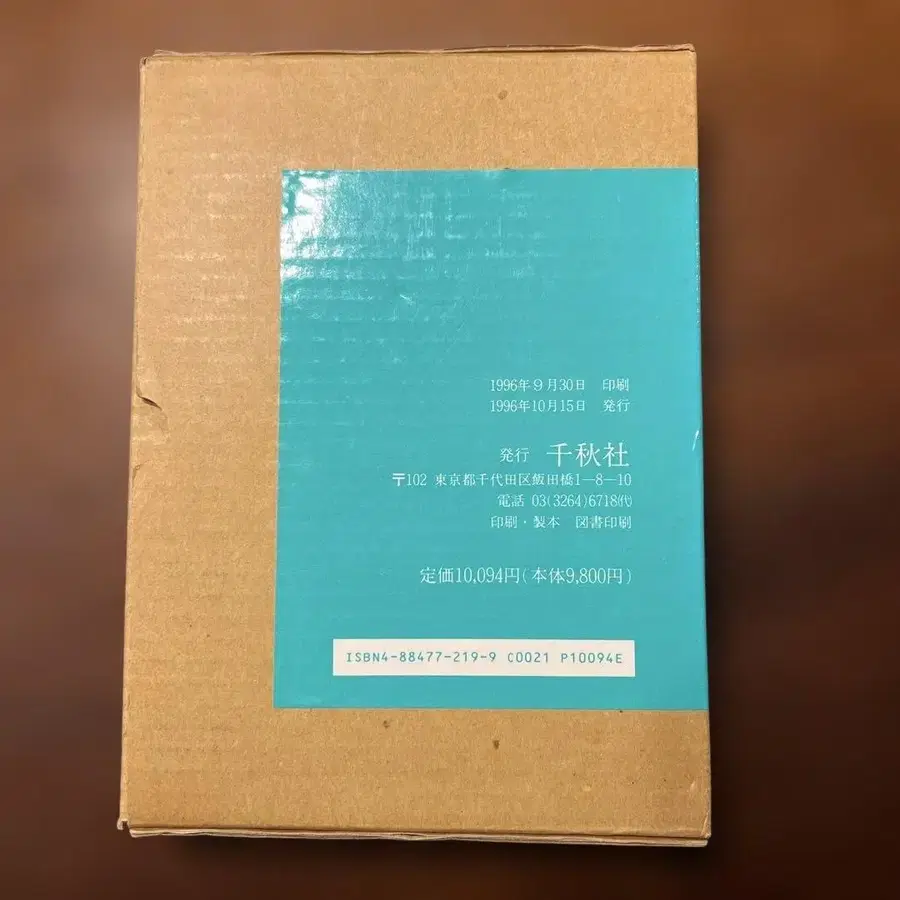 1996年9月30日 印刷
1996年10月15日 発行
発行 千秋社
〒102 東京都千代田区飯田橋1-8-10
電話 03(3264)6718㈹
印刷・製本 図書印刷
定価10,094円(本体9,800円)
ISBN4-88477-219-9 C0021 P10094E